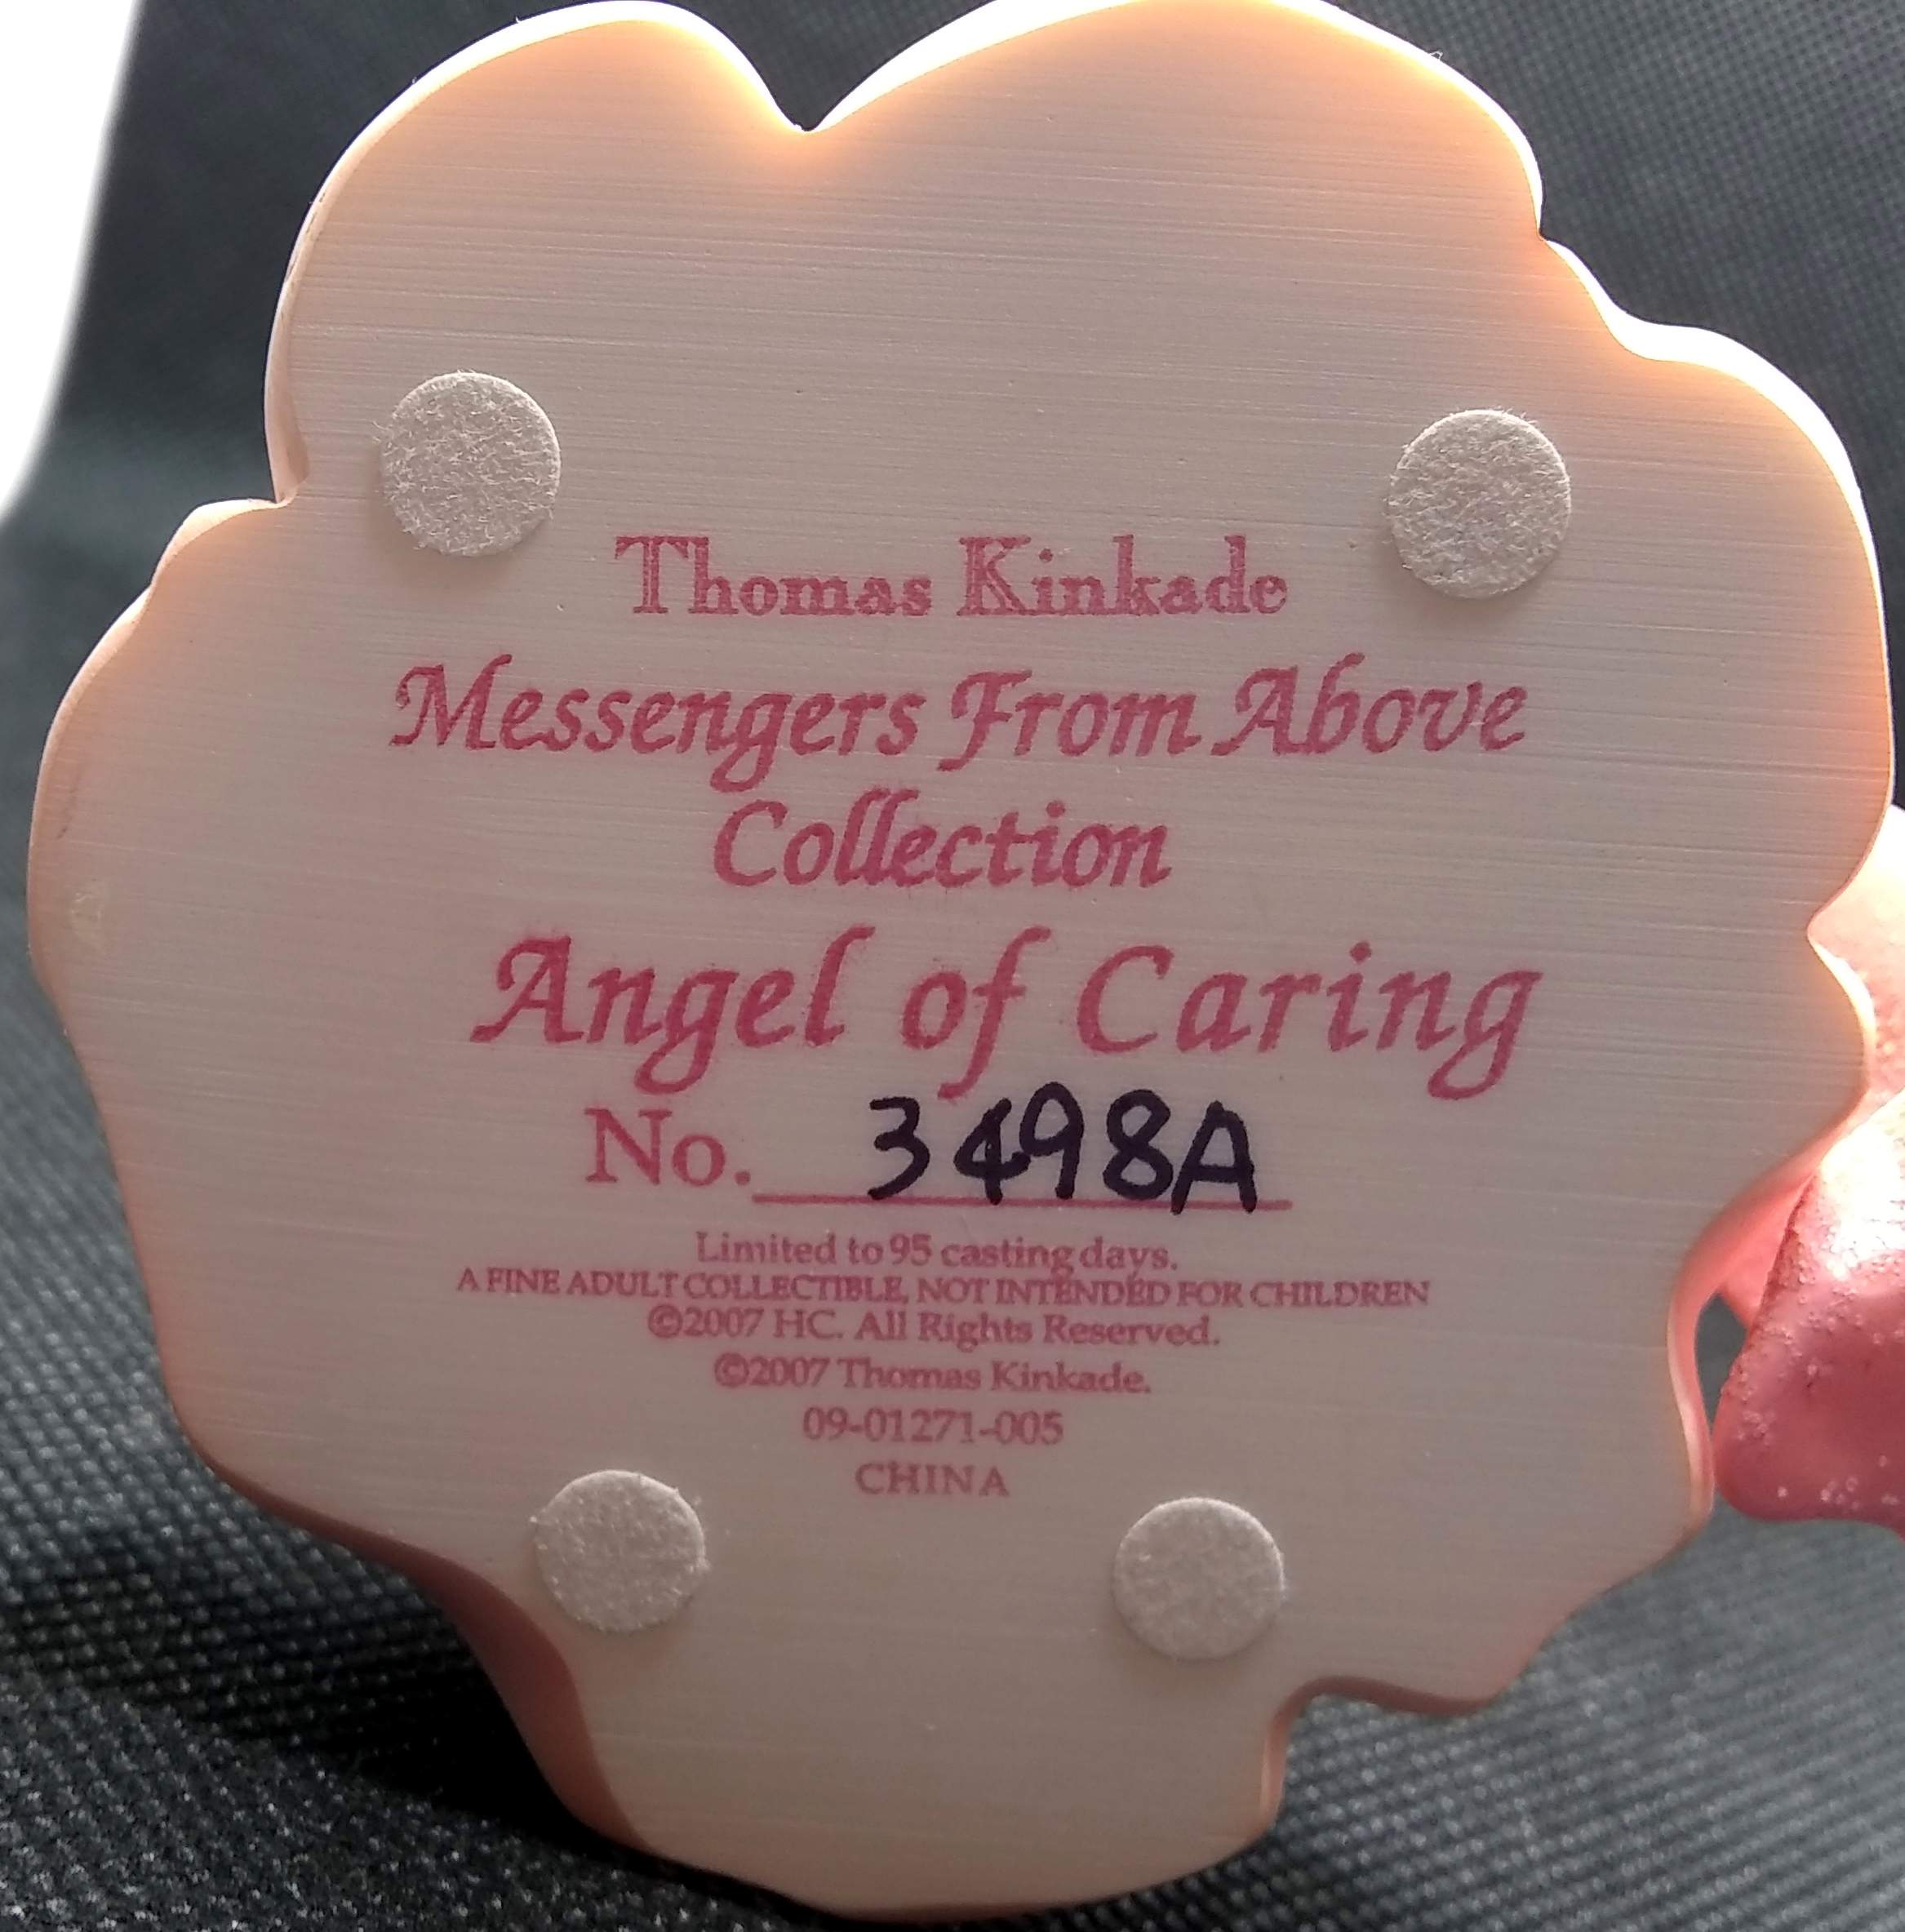 Thomas Kinkade
Messengers From Above
Collection
Angel of Caring
No. 3498A
Limited to 95 casting days.
A FINE ADULT COLLECTIBLE, NOT INTENDED FOR CHILDREN
©2007 HC. All Rights Reserved.
©2007 Thomas Kinkade.
09-01271-005
CHINA